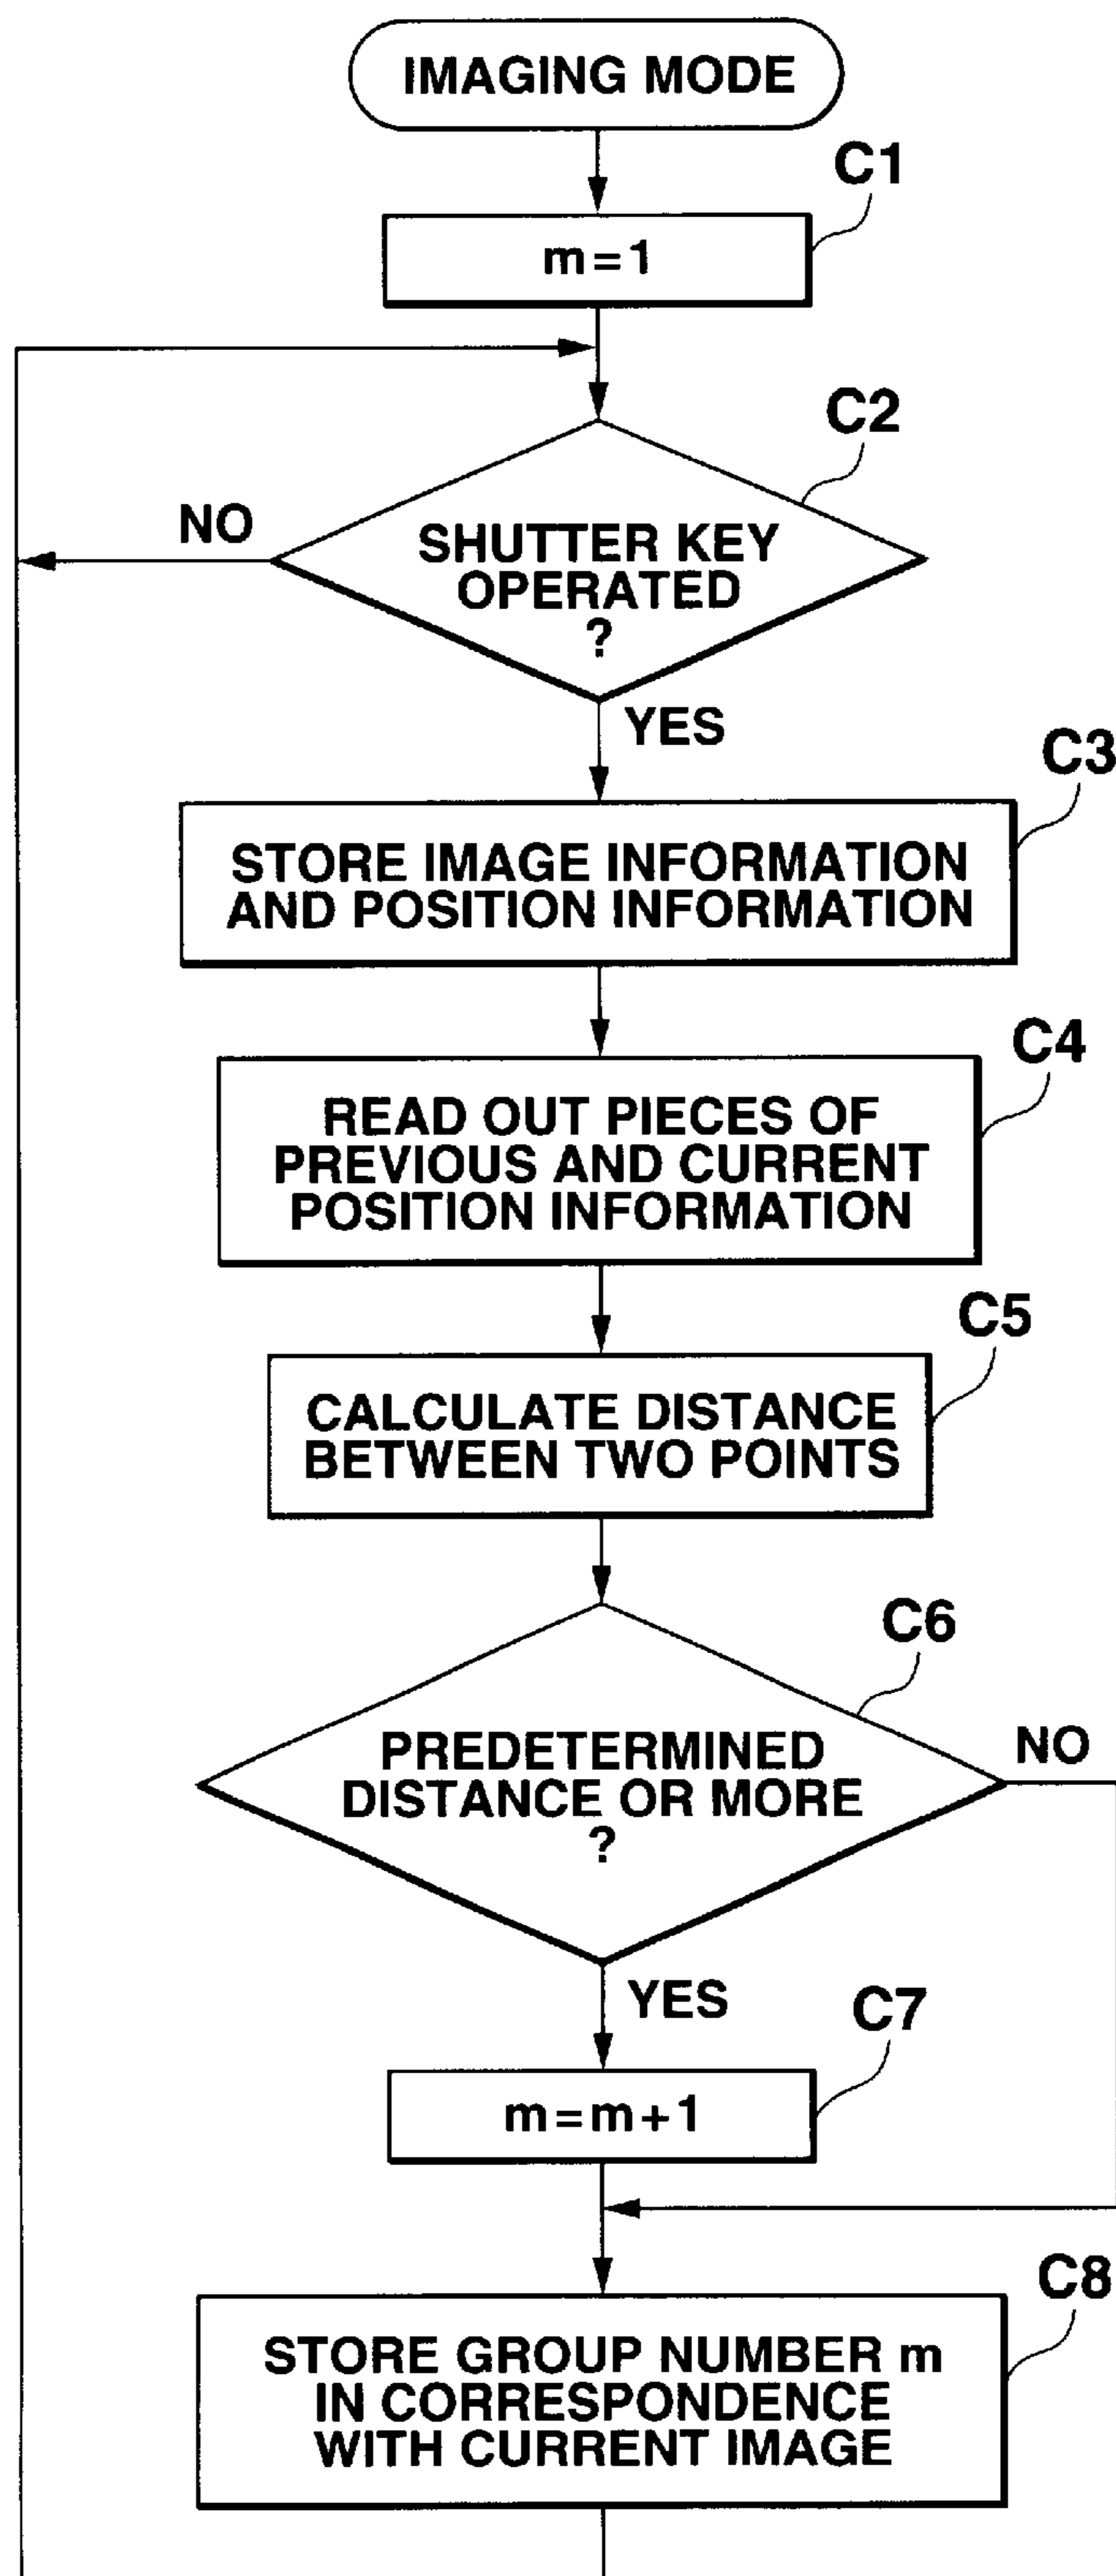 IMAGING MODE
C1
m=1
C2
NO
SHUTTER KEY
OPERATED
?
YES
C3
STORE IMAGE INFORMATION
AND POSITION INFORMATION
C4
READ OUT PIECES OF
PREVIOUS AND CURRENT
POSITION INFORMATION
C5
CALCULATE DISTANCE
BETWEEN TWO POINTS
C6
NO
PREDETERMINED
DISTANCE OR MORE
?
YES
C7
m=m+1
C8
STORE GROUP NUMBER m
IN CORRESPONDENCE
WITH CURRENT IMAGE